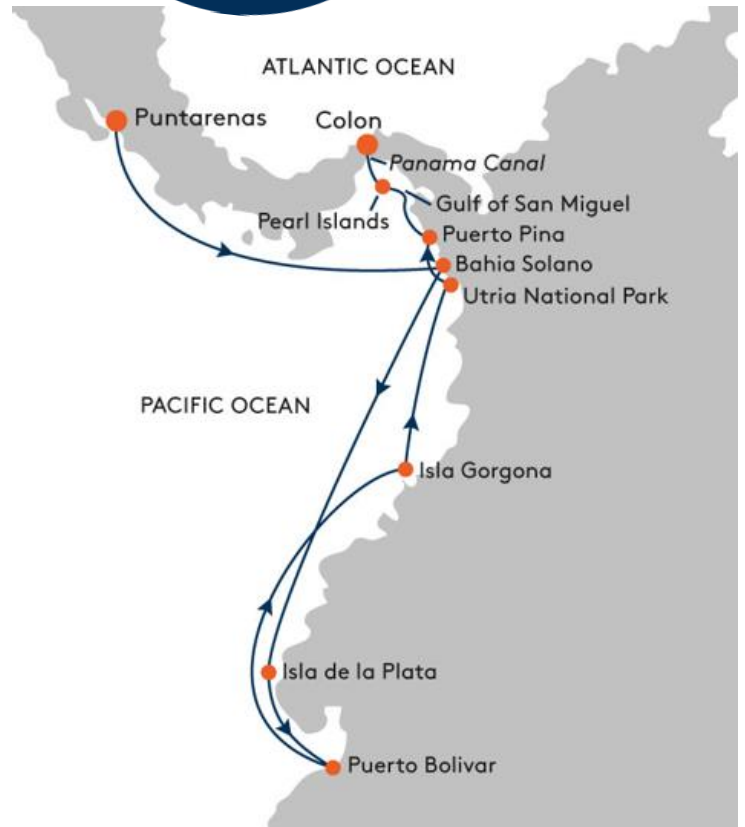 ATLANTIC OCEAN
Puntarenas
Colon
Panama Canal
Pearl Islands
Gulf of San Miguel
Puerto Pina
Bahia Solano
Utria National Park
PACIFIC OCEAN
Isla Gorgona
Isla de la Plata
Puerto Bolivar